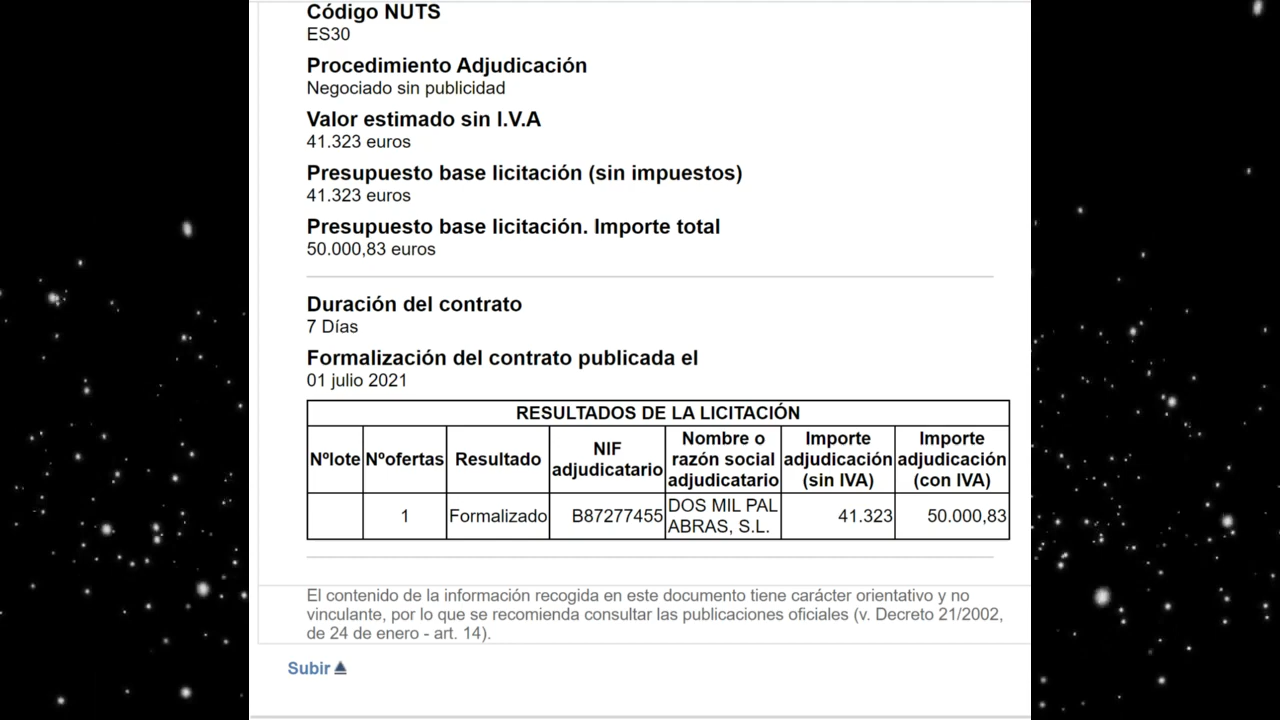 Código NUTS
ES30
Procedimiento Adjudicación
Negociado sin publicidad
Valor estimado sin I.V.A
41.323 euros
Presupuesto base licitación (sin impuestos)
41.323 euros
Presupuesto base licitación. Importe total
50.000,83 euros
Duración del contrato
7 Días
Formalización del contrato publicada el
01 julio 2021
RESULTADOS DE LA LICITACIÓN
Nºlote Nºofertas Resultado NIF adjudicatario Nombre o razón social adjudicatario Importe adjudicación (sin IVA) Importe adjudicación (con IVA)
1 Formalizado B87277455 DOS MIL PAL ABRAS, S.L. 41.323 50.000,83
El contenido de la información recogida en este documento tiene carácter orientativo y no
vinculante, por lo que se recomienda consultar las publicaciones oficiales (v. Decreto 21/2002,
de 24 de enero - art. 14).
Subir